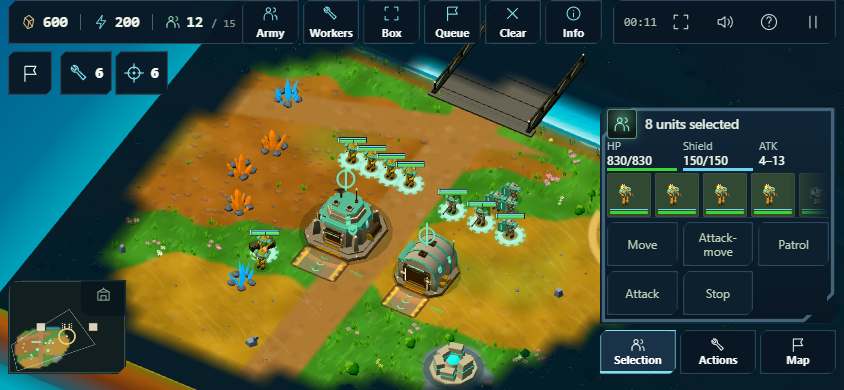 600
200
12 / 15
Army
Workers
Box
Queue
Clear
Info
00:11
6
6
8 units selected
HP
Shield
ATK
830/830
150/150
4–13
Move
Attack-
move
Patrol
Attack
Stop
Selection
Actions
Map